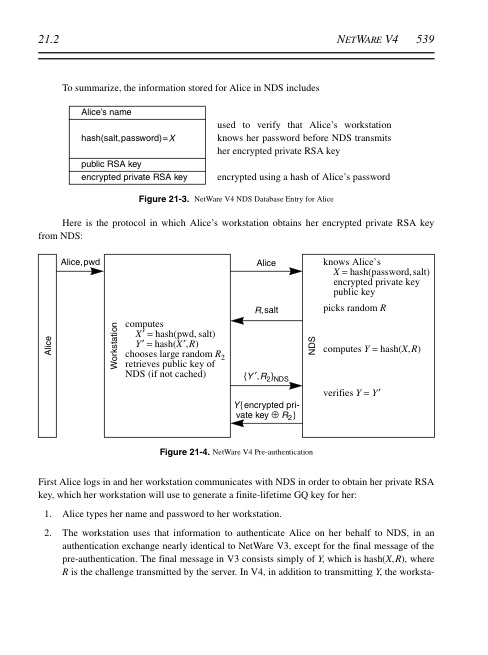 21.2 NETWARE V4 539
To summarize, the information stored for Alice in NDS includes
Alice's name
hash(salt,password)=X
public RSA key
encrypted private RSA key
used to verify that Alice's workstation
knows her password before NDS transmits
her encrypted private RSA key
encrypted using a hash of Alice's password
Figure 21-3. NetWare V4 NDS Database Entry for Alice
Here is the protocol in which Alice's workstation obtains her encrypted private RSA key
from NDS:
Alice
Alice,pwd
Workstation
computes
X′ = hash(pwd, salt)
Y′ = hash(X′,R)
chooses large random R2
retrieves public key of
NDS (if not cached)
Alice
R,salt
{Y′,R2}NDS
Y{encrypted pri-
vate key ⊕ R2}
NDS
knows Alice's
X = hash(password,salt)
encrypted private key
public key
picks random R
computes Y = hash(X,R)
verifies Y = Y′
Figure 21-4. NetWare V4 Pre-authentication
First Alice logs in and her workstation communicates with NDS in order to obtain her private RSA
key, which her workstation will use to generate a finite-lifetime GQ key for her:
1. Alice types her name and password to her workstation.
2. The workstation uses that information to authenticate Alice on her behalf to NDS, in an
authentication exchange nearly identical to NetWare V3, except for the final message of the
pre-authentication. The final message in V3 consists simply of Y, which is hash(X,R), where
R is the challenge transmitted by the server. In V4, in addition to transmitting Y, the worksta-